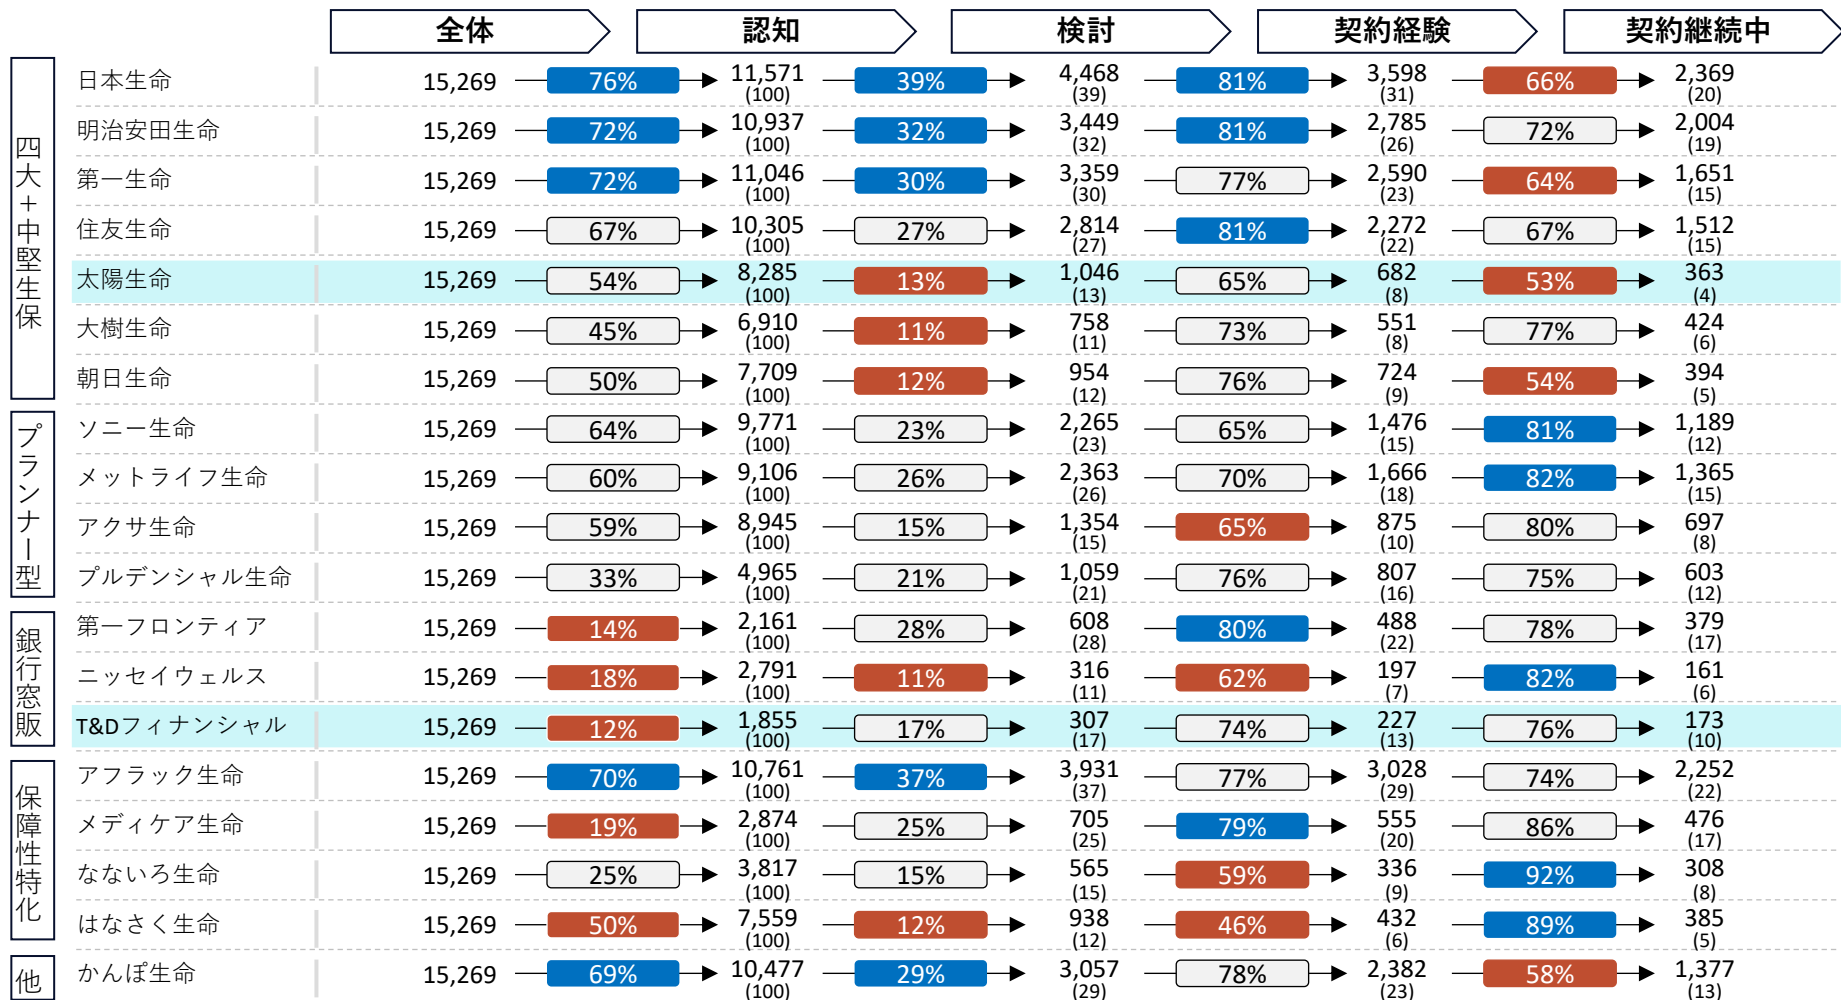 全体 認知 検討 契約経験 契約継続中
四大＋中堅生保
日本生命 15,269 76% 11,571 39% 4,468 81% 3,598 66% 2,369
(100) (39) (31) (20)
明治安田生命 15,269 72% 10,937 32% 3,449 81% 2,785 72% 2,004
(100) (32) (26) (19)
第一生命 15,269 72% 11,046 30% 3,359 77% 2,590 64% 1,651
(100) (30) (23) (15)
住友生命 15,269 67% 10,305 27% 2,814 81% 2,272 67% 1,512
(100) (27) (22) (15)
太陽生命 15,269 54% 8,285 13% 1,046 65% 682 53% 363
(100) (13) (8) (4)
大樹生命 15,269 45% 6,910 11% 758 73% 551 77% 424
(100) (11) (8) (6)
朝日生命 15,269 50% 7,709 12% 954 76% 724 54% 394
(100) (12) (9) (5)
プランナー型
ソニー生命 15,269 64% 9,771 23% 2,265 65% 1,476 81% 1,189
(100) (23) (15) (12)
メットライフ生命 15,269 60% 9,106 26% 2,363 70% 1,666 82% 1,365
(100) (26) (18) (15)
アクサ生命 15,269 59% 8,945 15% 1,354 65% 875 80% 697
(100) (15) (10) (8)
プルデンシャル生命 15,269 33% 4,965 21% 1,059 76% 807 75% 603
(100) (21) (16) (12)
銀行窓販
第一フロンティア 15,269 14% 2,161 28% 608 80% 488 78% 379
(100) (28) (22) (17)
ニッセイウェルス 15,269 18% 2,791 11% 316 62% 197 82% 161
(100) (11) (7) (6)
T&Dフィナンシャル 15,269 12% 1,855 17% 307 74% 227 76% 173
(100) (17) (13) (10)
保障性特化
アフラック生命 15,269 70% 10,761 37% 3,931 77% 3,028 74% 2,252
(100) (37) (29) (22)
メディケア生命 15,269 19% 2,874 25% 705 79% 555 86% 476
(100) (25) (20) (17)
なないろ生命 15,269 25% 3,817 15% 565 59% 336 92% 308
(100) (15) (9) (8)
はなさく生命 15,269 50% 7,559 12% 938 46% 432 89% 385
(100) (12) (6) (5)
他
かんぽ生命 15,269 69% 10,477 29% 3,057 78% 2,382 58% 1,377
(100) (29) (23) (13)